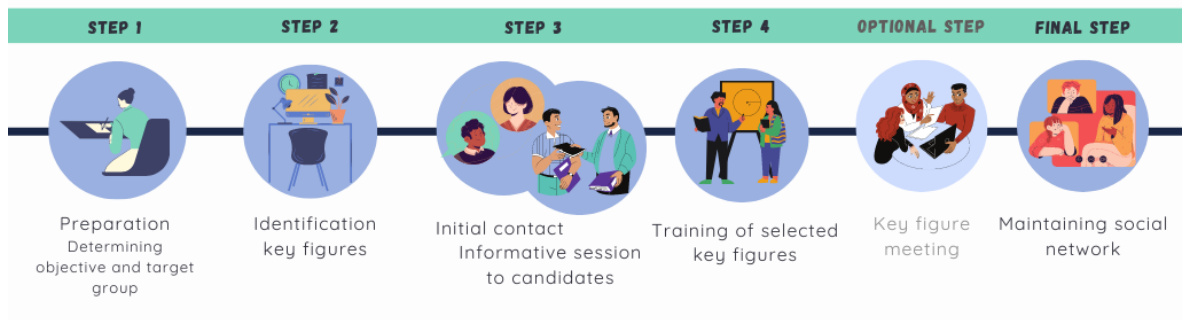 STEP 1
STEP 2
STEP 3
STEP 4
OPTIONAL STEP
FINAL STEP
Preparation
Determining
objective and target
group
Identification
key figures
Initial contact
Informative session
to candidates
Training of selected
key figures
Key figure
meeting
Maintaining social
network